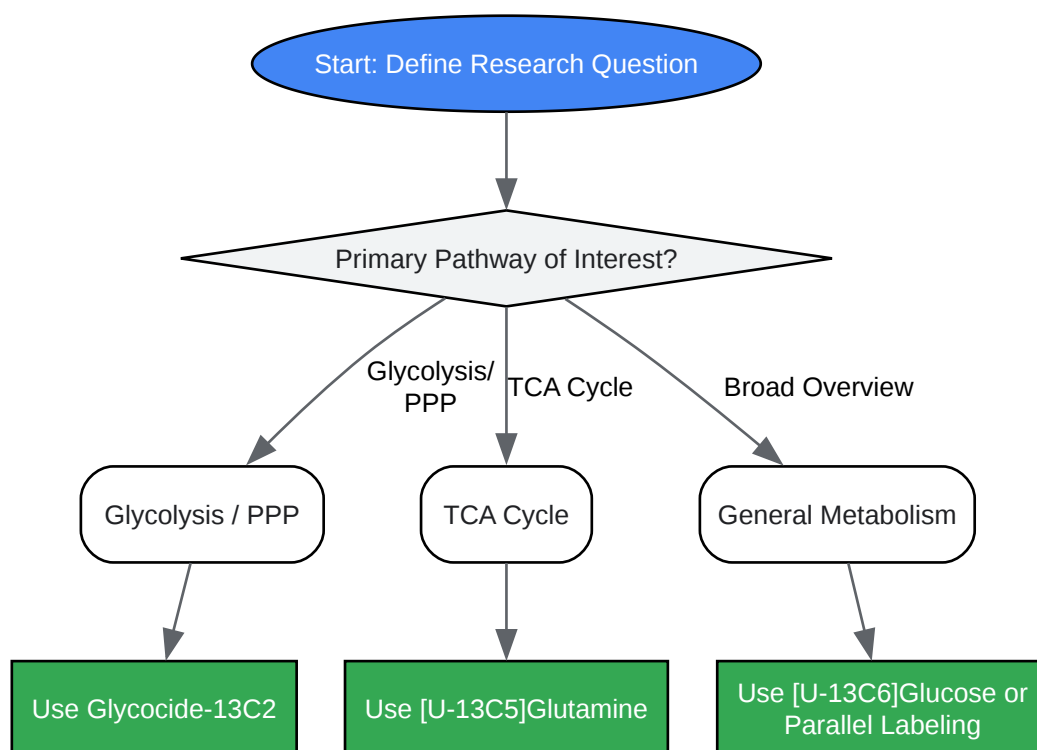 Start: Define Research Question
Primary Pathway of Interest?
Glycolysis/
PPP
TCA Cycle
Broad Overview
Glycolysis / PPP
TCA Cycle
General Metabolism
Use Glycocide-13C2
Use [U-13C5]Glutamine
Use [U-13C6]Glucose or
Parallel Labeling